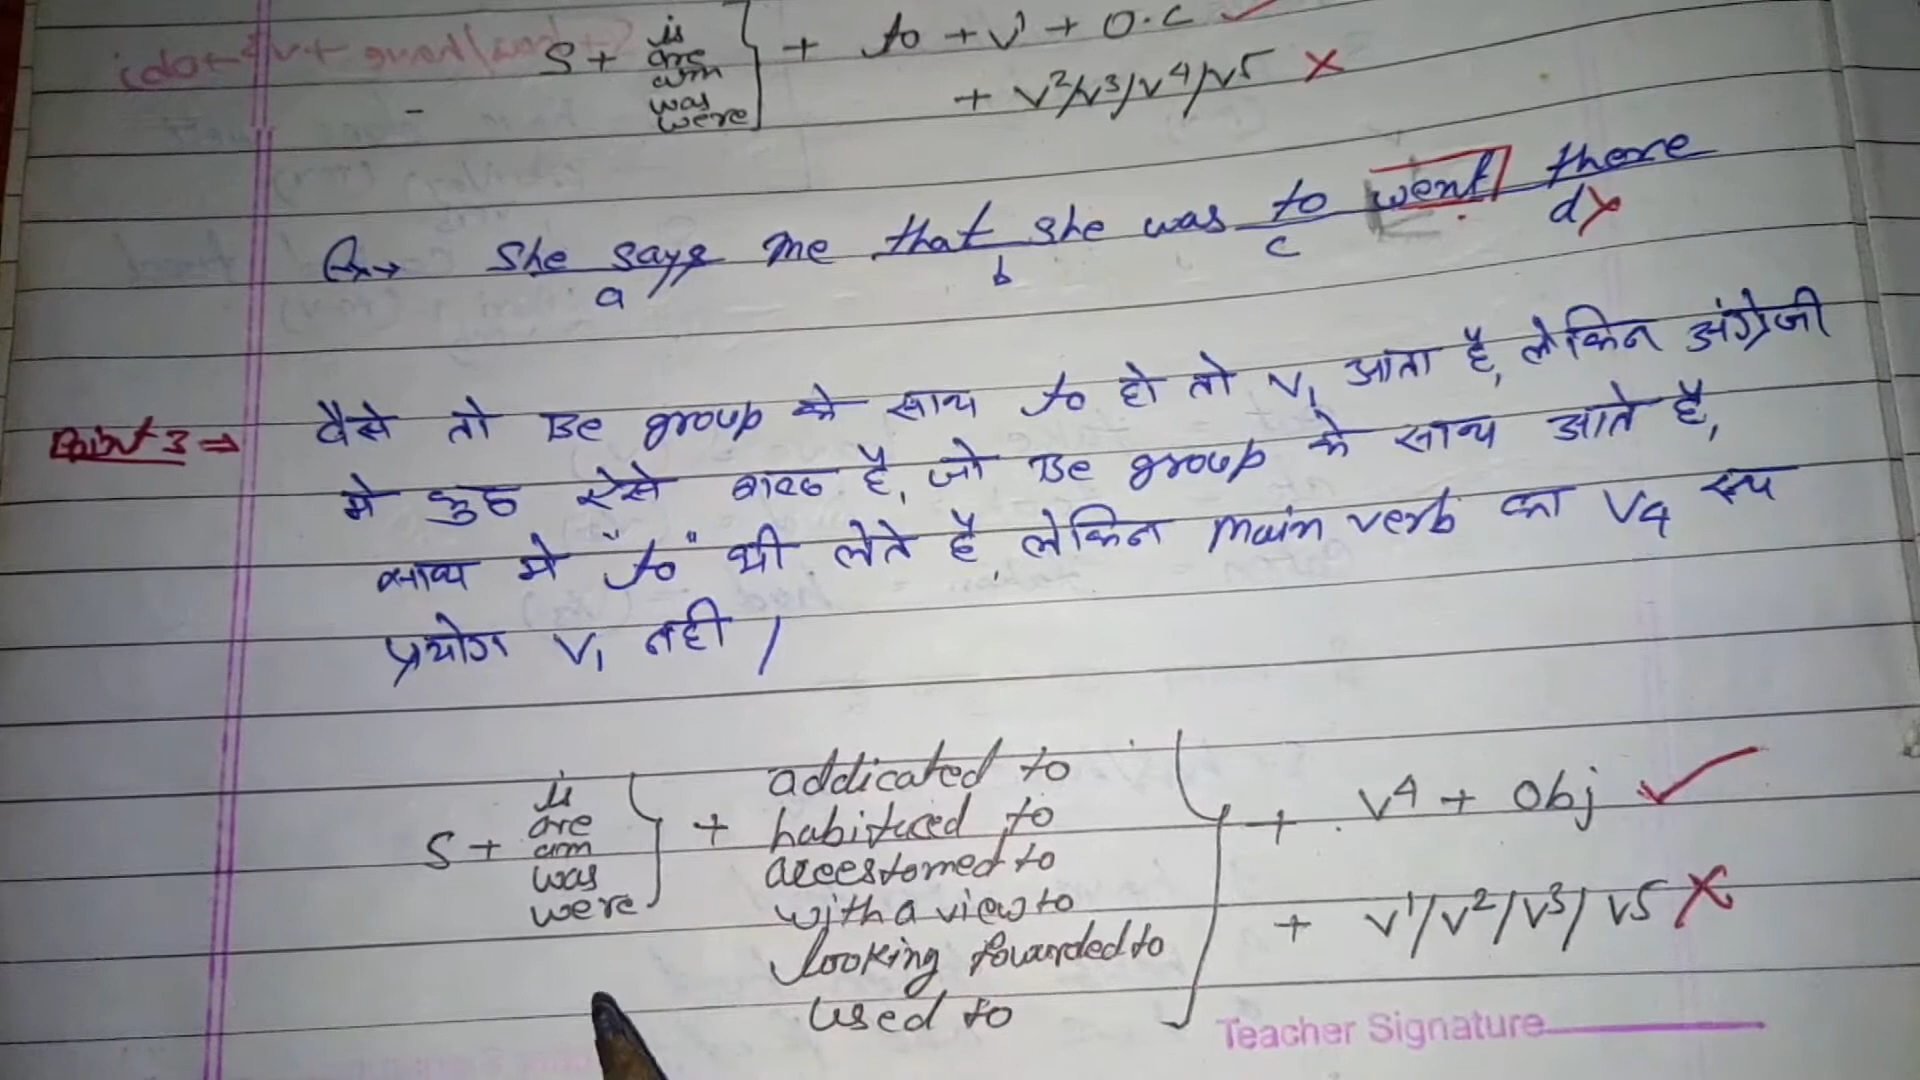 S + is + to + V¹ + O.C ✓
are
am
was + V²/V³/V⁴/V5 ✗
were
Ex→ She says me that she was to went there
a b c d✗
Point 3 ⇒ वैसे तो Be group के साथ to हो तो V₁ आता है, लेकिन अंग्रेजी
मे कुछ ऐसे शब्द है, जो Be group के साथ आते है,
साथ मे "to" भी लेते है, लेकिन main verb का V4 रूप
प्रयोग V₁ नही |
S + is + addicated to + V⁴ + Obj ✓
are habitued to
am accestomed to
was with a view to + V¹/V²/V³/V5 ✗
were looking fowarded to
used to
Teacher Signature